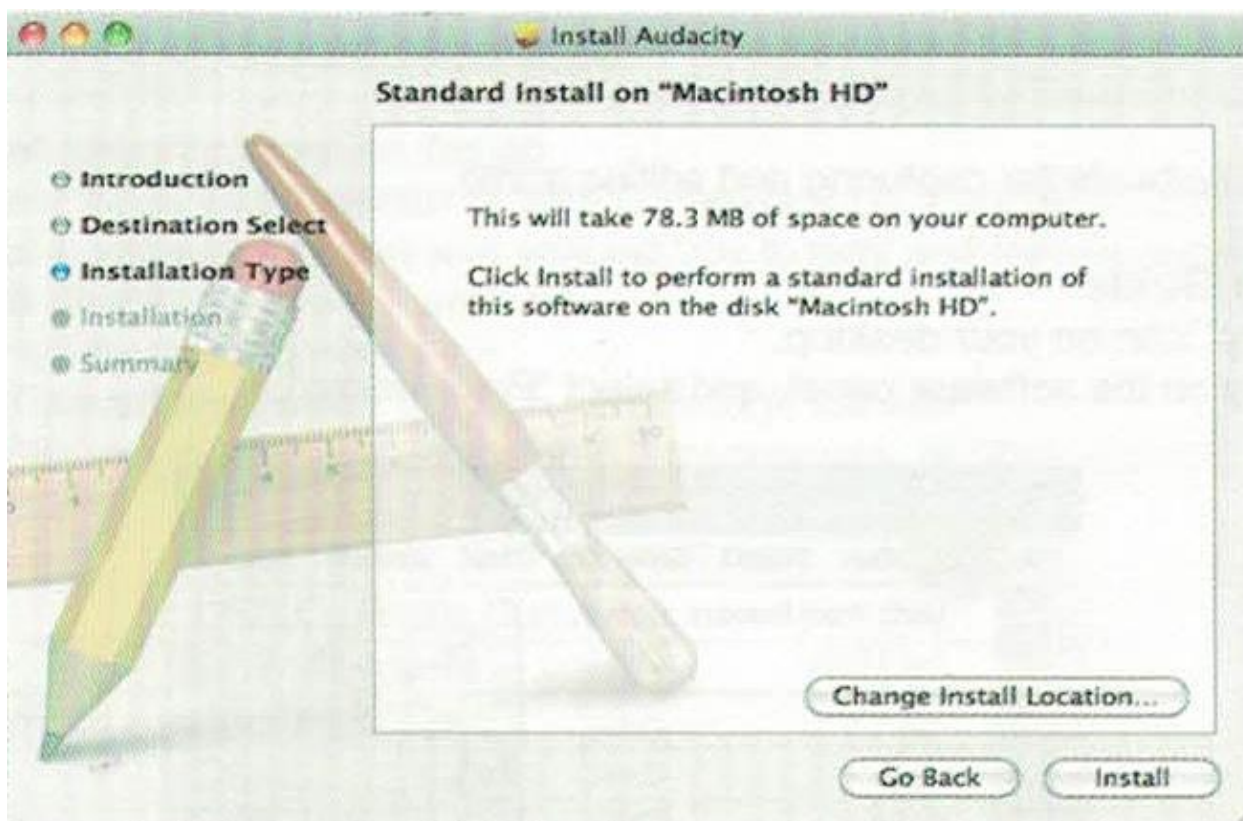 Install Audacity
Standard Install on "Macintosh HD"
Introduction
Destination Select
Installation Type
Installation
Summary
This will take 78.3 MB of space on your computer.
Click Install to perform a standard installation of
this software on the disk "Macintosh HD".
Change Install Location...
Go Back
Install